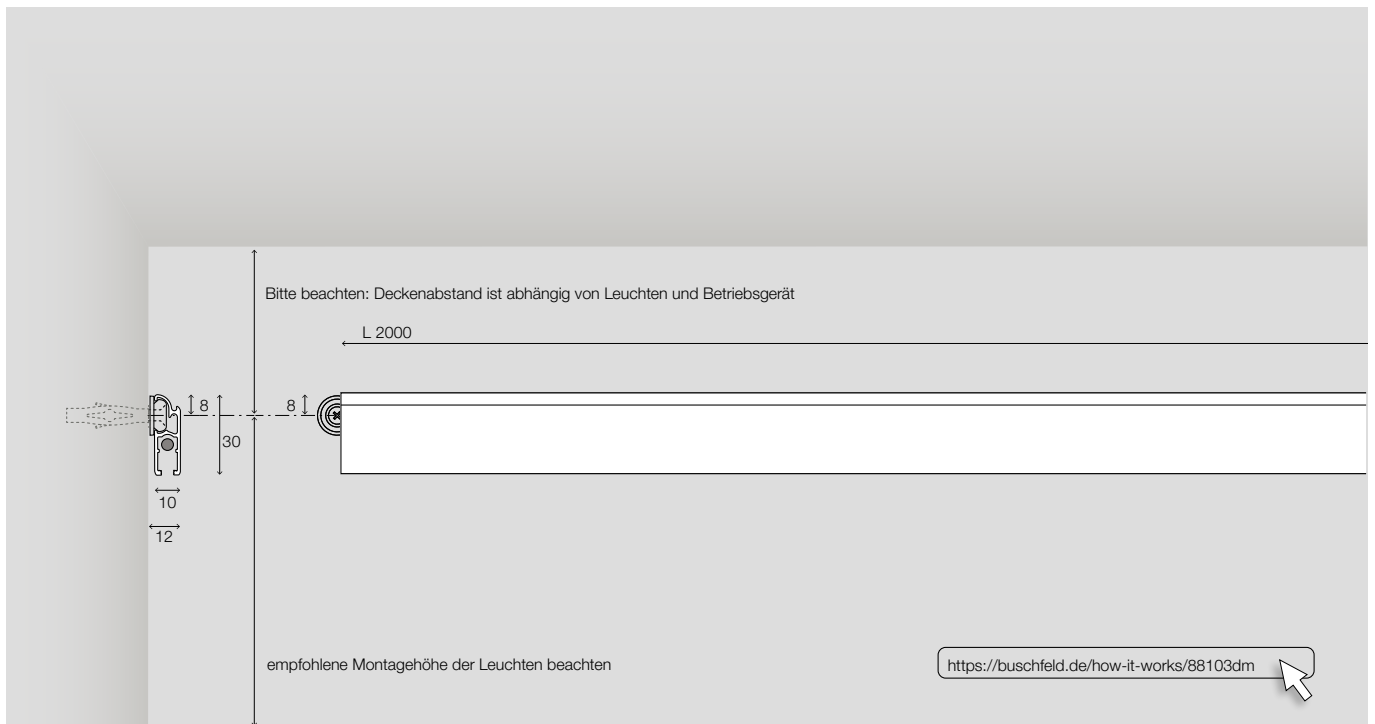 Bitte beachten: Deckenabstand ist abhängig von Leuchten und Betriebsgerät
L 2000
8
8
30
10
12
empfohlene Montagehöhe der Leuchten beachten
https://buschfeld.de/how-it-works/88103dm